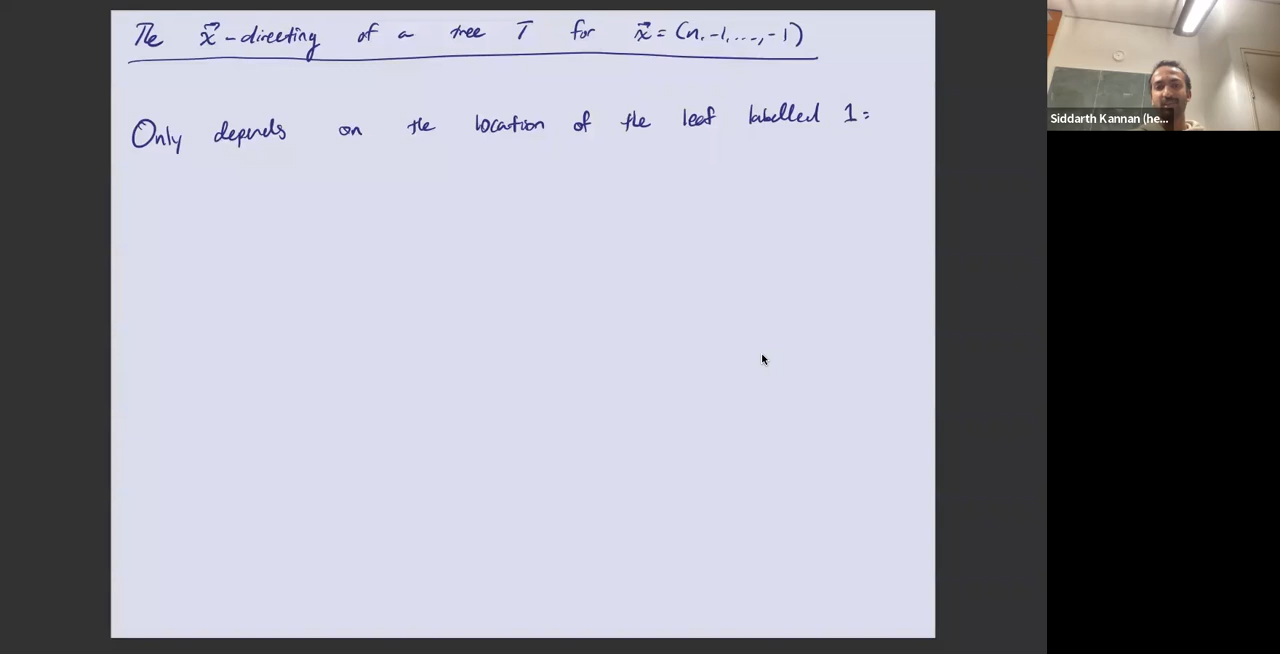 The x⃗-directing of a tree T for x⃗ = (n, -1, ..., -1)
Only depends on the location of the leaf labelled 1:
Siddarth Kannan (he...